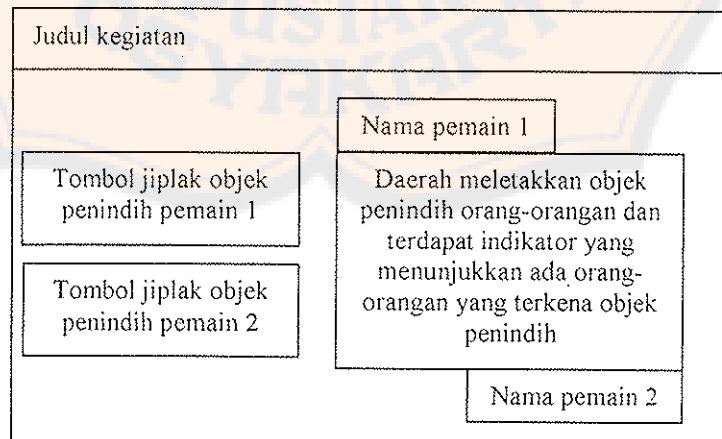 Judul kegiatan
Nama pemain 1
Tombol jiplak objek
penindih pemain 1
Daerah meletakkan objek
penindih orang-orangan dan
terdapat indikator yang
menunjukkan ada orang-
orangan yang terkena objek
penindih
Tombol jiplak objek
penindih pemain 2
Nama pemain 2